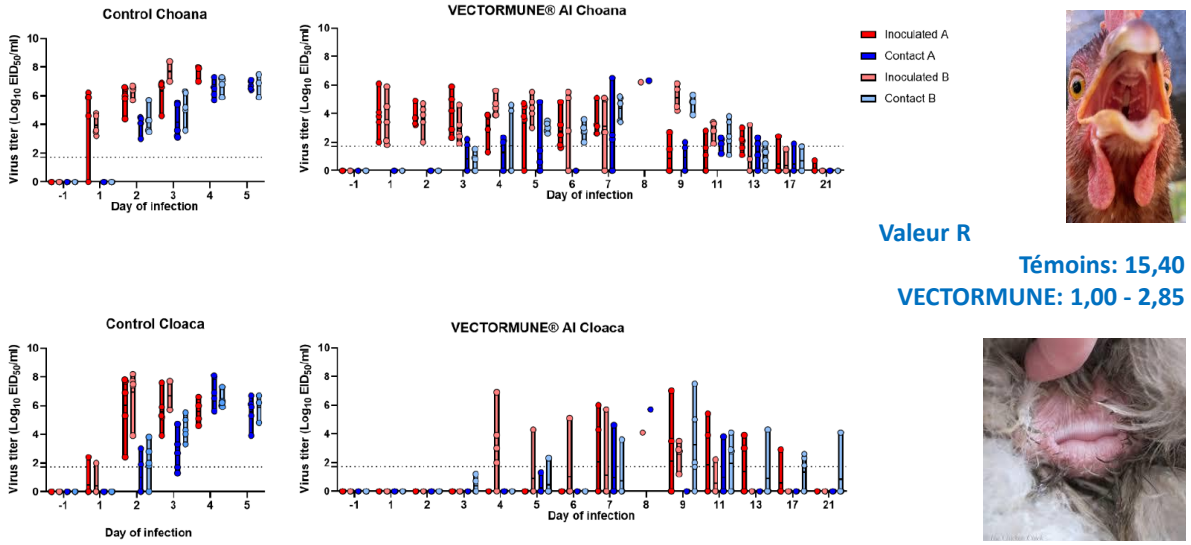 Control Choana
VECTORMUNE® AI Choana
Virus titer (Log10 EID50/ml)
10
8
6
4
2
0
-1 1 2 3 4 5
Day of infection
Virus titer (Log10 EID50/ml)
10
8
6
4
2
0
-1 1 2 3 4 5 6 7 8 9 11 13 17 21
Day of infection
Inoculated A
Contact A
Inoculated B
Contact B
Valeur R
Témoins: 15,40
VECTORMUNE: 1,00 - 2,85
Control Cloaca
VECTORMUNE® AI Cloaca
Virus titer (Log10 EID50/ml)
10
8
6
4
2
0
-1 1 2 3 4 5
Day of infection
Virus titer (Log10 EID50/ml)
10
8
6
4
2
0
-1 1 2 3 4 5 6 7 8 9 11 13 17 21
Day of infection